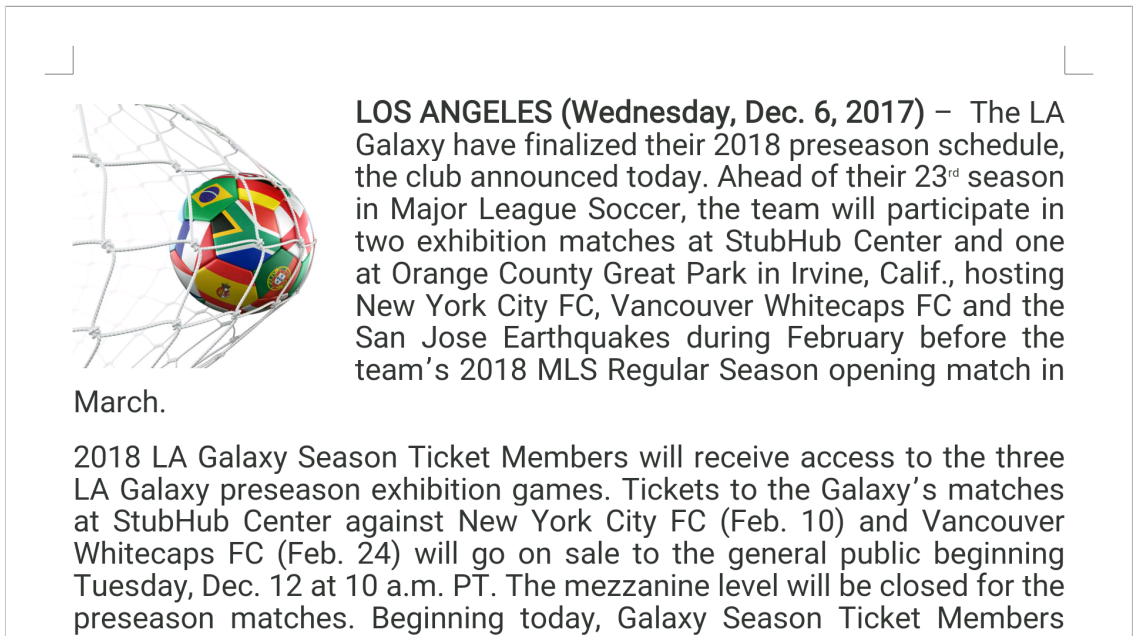 LOS ANGELES (Wednesday, Dec. 6, 2017) – The LA
Galaxy have finalized their 2018 preseason schedule,
the club announced today. Ahead of their 23rd season
in Major League Soccer, the team will participate in
two exhibition matches at StubHub Center and one
at Orange County Great Park in Irvine, Calif., hosting
New York City FC, Vancouver Whitecaps FC and the
San Jose Earthquakes during February before the
team’s 2018 MLS Regular Season opening match in
March.
2018 LA Galaxy Season Ticket Members will receive access to the three
LA Galaxy preseason exhibition games. Tickets to the Galaxy’s matches
at StubHub Center against New York City FC (Feb. 10) and Vancouver
Whitecaps FC (Feb. 24) will go on sale to the general public beginning
Tuesday, Dec. 12 at 10 a.m. PT. The mezzanine level will be closed for the
preseason matches. Beginning today, Galaxy Season Ticket Members